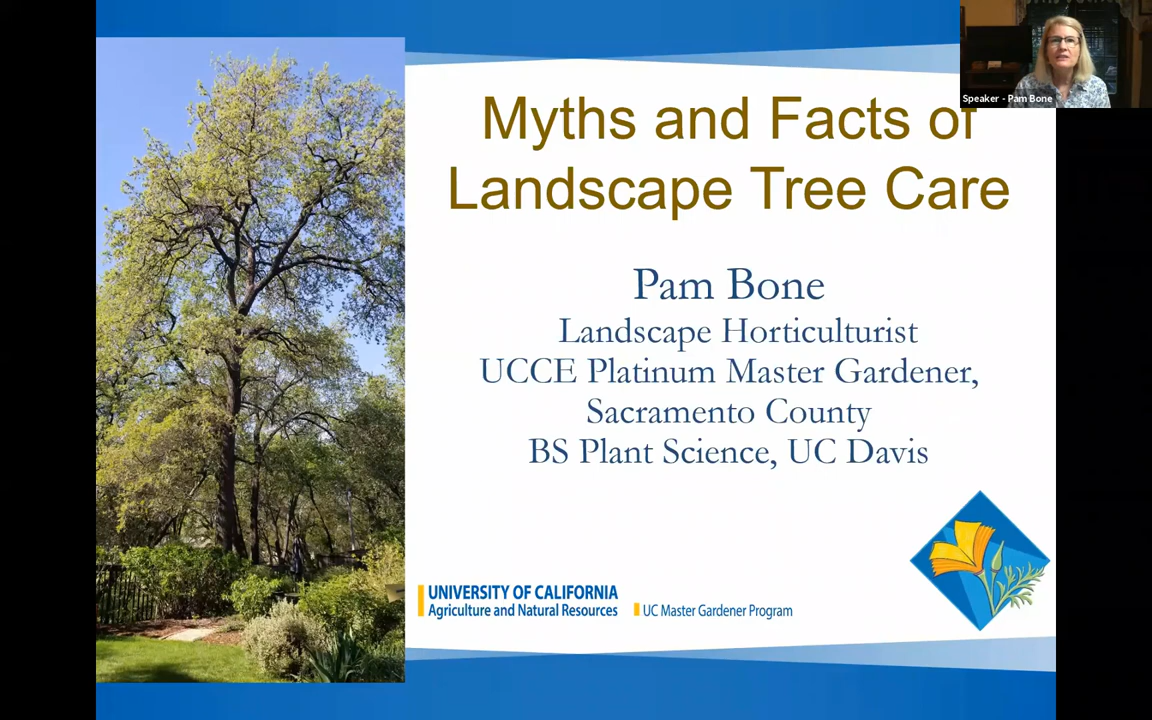 Myths and Facts of
Landscape Tree Care
Speaker - Pam Bone
Pam Bone
Landscape Horticulturist
UCCE Platinum Master Gardener,
Sacramento County
BS Plant Science, UC Davis
UNIVERSITY OF CALIFORNIA
Agriculture and Natural Resources
UC Master Gardener Program